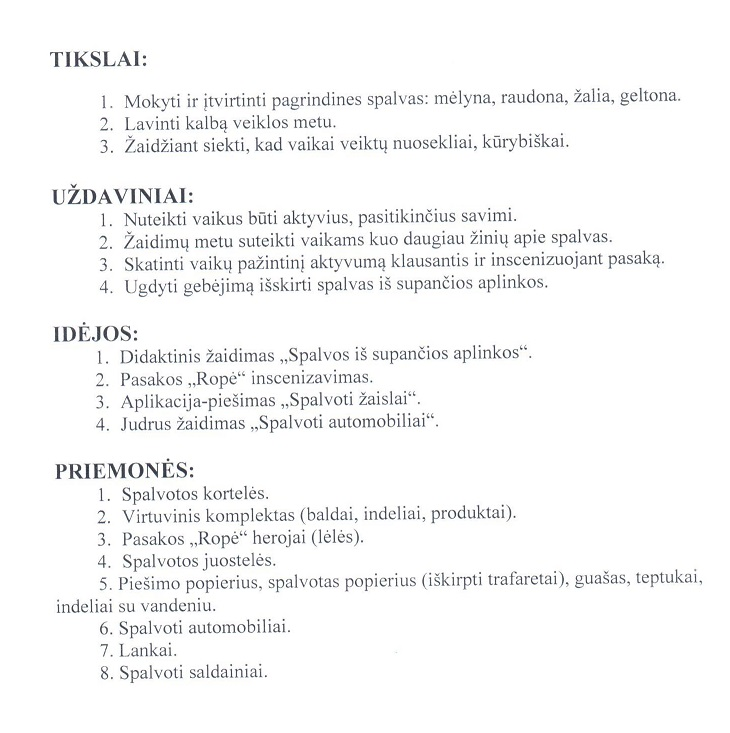 TIKSLAI:
1. Mokyti ir įtvirtinti pagrindines spalvas: mėlyna, raudona, žalia, geltona.
2. Lavinti kalbą veiklos metu.
3. Žaidžiant siekti, kad vaikai veiktų nuosekliai, kūrybiškai.
UŽDAVINIAI:
1. Nuteikti vaikus būti aktyvius, pasitikinčius savimi.
2. Žaidimų metu suteikti vaikams kuo daugiau žinių apie spalvas.
3. Skatinti vaikų pažintinį aktyvumą klausantis ir inscenizuojant pasaką.
4. Ugdyti gebėjimą išskirti spalvas iš supančios aplinkos.
IDĖJOS:
1. Didaktinis žaidimas „Spalvos iš supančios aplinkos“.
2. Pasakos „Ropė“ inscenizavimas.
3. Aplikacija-piešimas „Spalvoti žaislai“.
4. Judrus žaidimas „Spalvoti automobiliai“.
PRIEMONĖS:
1. Spalvotos kortelės.
2. Virtuvinis komplektas (baldai, indeliai, produktai).
3. Pasakos „Ropė“ herojai (lėlės).
4. Spalvotos juostelės.
5. Piešimo popierius, spalvotas popierius (iškirpti trafaretai), guašas, teptukai,
indeliai su vandeniu.
6. Spalvoti automobiliai.
7. Lankai.
8. Spalvoti saldainiai.